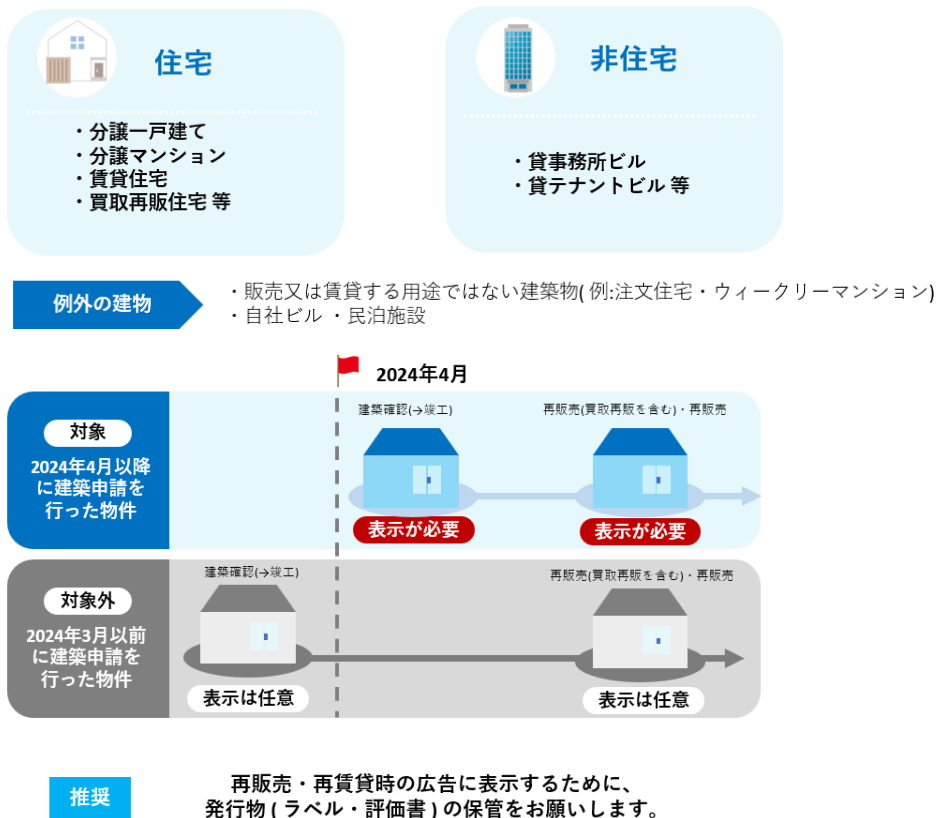 住宅
・分譲一戸建て
・分譲マンション
・賃貸住宅
・買取再販住宅 等
非住宅
・貸事務所ビル
・貸テナントビル 等
例外の建物
・販売又は賃貸する用途ではない建築物( 例:注文住宅・ウィークリーマンション)
・自社ビル ・民泊施設
2024年4月
対象
2024年4月以降
に建築申請を
行った物件
建築確認(→竣工)
表示が必要
再販売(買取再販を含む)・再販売
表示が必要
対象外
2024年3月以前
に建築申請を
行った物件
建築確認(→竣工)
表示は任意
再販売(買取再販を含む)・再販売
表示は任意
推奨
再販売・再賃貸時の広告に表示するために、
発行物 ( ラベル・評価書 ) の保管をお願いします。